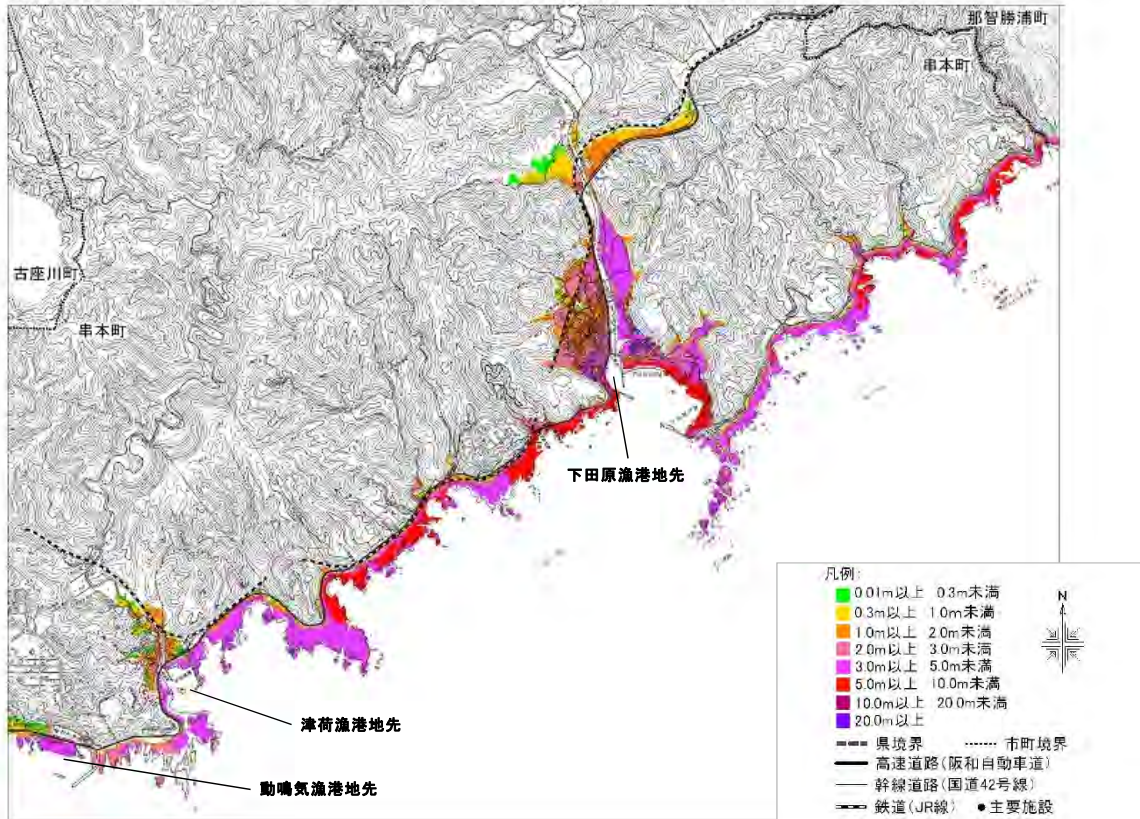 那智勝浦町
串本町
古座川町
串本町
下田原漁港地先
津荷漁港地先
動鳴気漁港地先
凡例:
0.01m以上 0.3m未満
0.3m以上 1.0m未満
1.0m以上 2.0m未満
2.0m以上 3.0m未満
3.0m以上 5.0m未満
5.0m以上 10.0m未満
10.0m以上 20.0m未満
20.0m以上
県境界 市町境界
高速道路(阪和自動車道)
幹線道路(国道42号線)
鉄道(JR線) ●主要施設
N